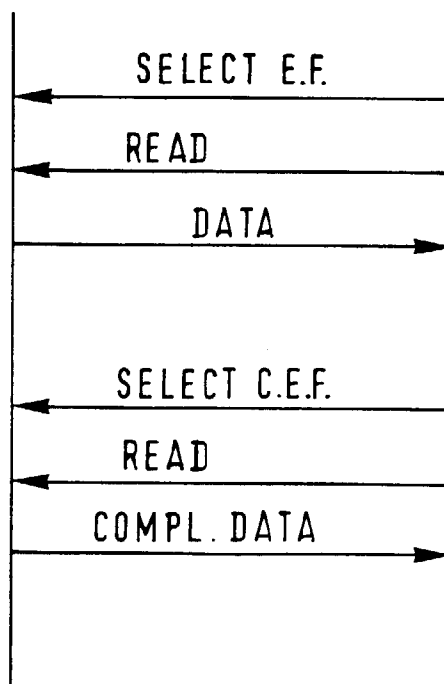 SELECT E.F.
READ
DATA
SELECT C.E.F.
READ
COMPL. DATA